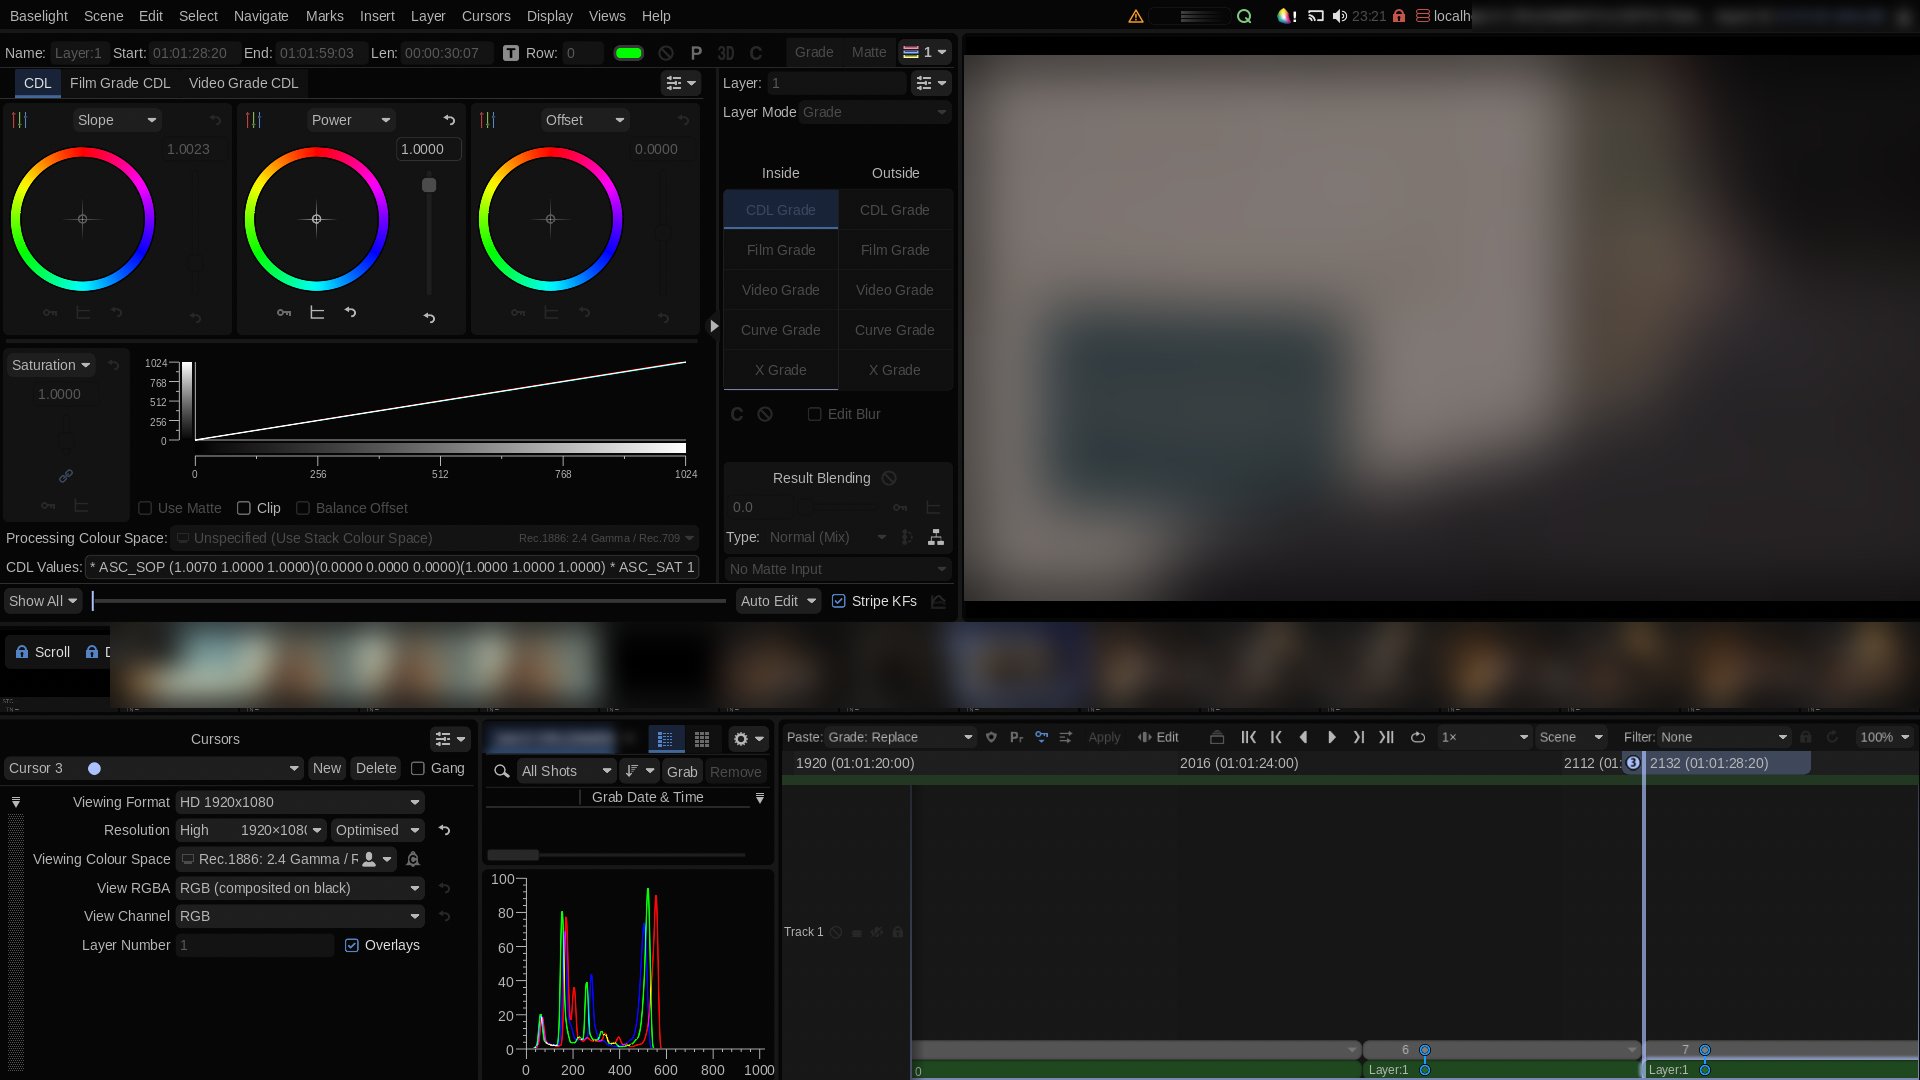 Baselight Scene Edit Select Navigate Marks Insert Layer Cursors Display Views Help 23:21 localh
Name: Layer:1 Start: 01:01:28:20 End: 01:01:59:03 Len: 00:00:30:07 T Row: 0 P 3D C Grade Matte 1
CDL Film Grade CDL Video Grade CDL
Layer: 1
Layer Mode Grade
Slope Power Offset
1.0023 1.0000 0.0000
Inside Outside
CDL Grade CDL Grade
Film Grade Film Grade
Video Grade Video Grade
Curve Grade Curve Grade
X Grade X Grade
C Edit Blur
Saturation
1.0000
1024
768
512
256
0
0 256 512 768 1024
Use Matte Clip Balance Offset
Result Blending
0.0
Type: Normal (Mix)
No Matte Input
Processing Colour Space: Unspecified (Use Stack Colour Space) Rec.1886: 2.4 Gamma / Rec.709
CDL Values: * ASC_SOP (1.0070 1.0000 1.0000)(0.0000 0.0000 0.0000)(1.0000 1.0000 1.0000) * ASC_SAT 1
Show All Auto Edit Stripe KFs
Scroll
Cursors
Cursor 3 New Delete Gang
Viewing Format HD 1920x1080
Resolution High 1920×108 Optimised
Viewing Colour Space Rec.1886: 2.4 Gamma / R
View RGBA RGB (composited on black)
View Channel RGB
Layer Number 1 Overlays
All Shots Grab Remove
Grab Date & Time
100
80
60
40
20
0
0 200 400 600 800 1000
Paste: Grade: Replace Pr Apply Edit 1× Scene Filter: None 100%
1920 (01:01:20:00) 2016 (01:01:24:00) 2112 (01: 3 2132 (01:01:28:20)
Track 1
6 7
0 Layer:1 Layer:1